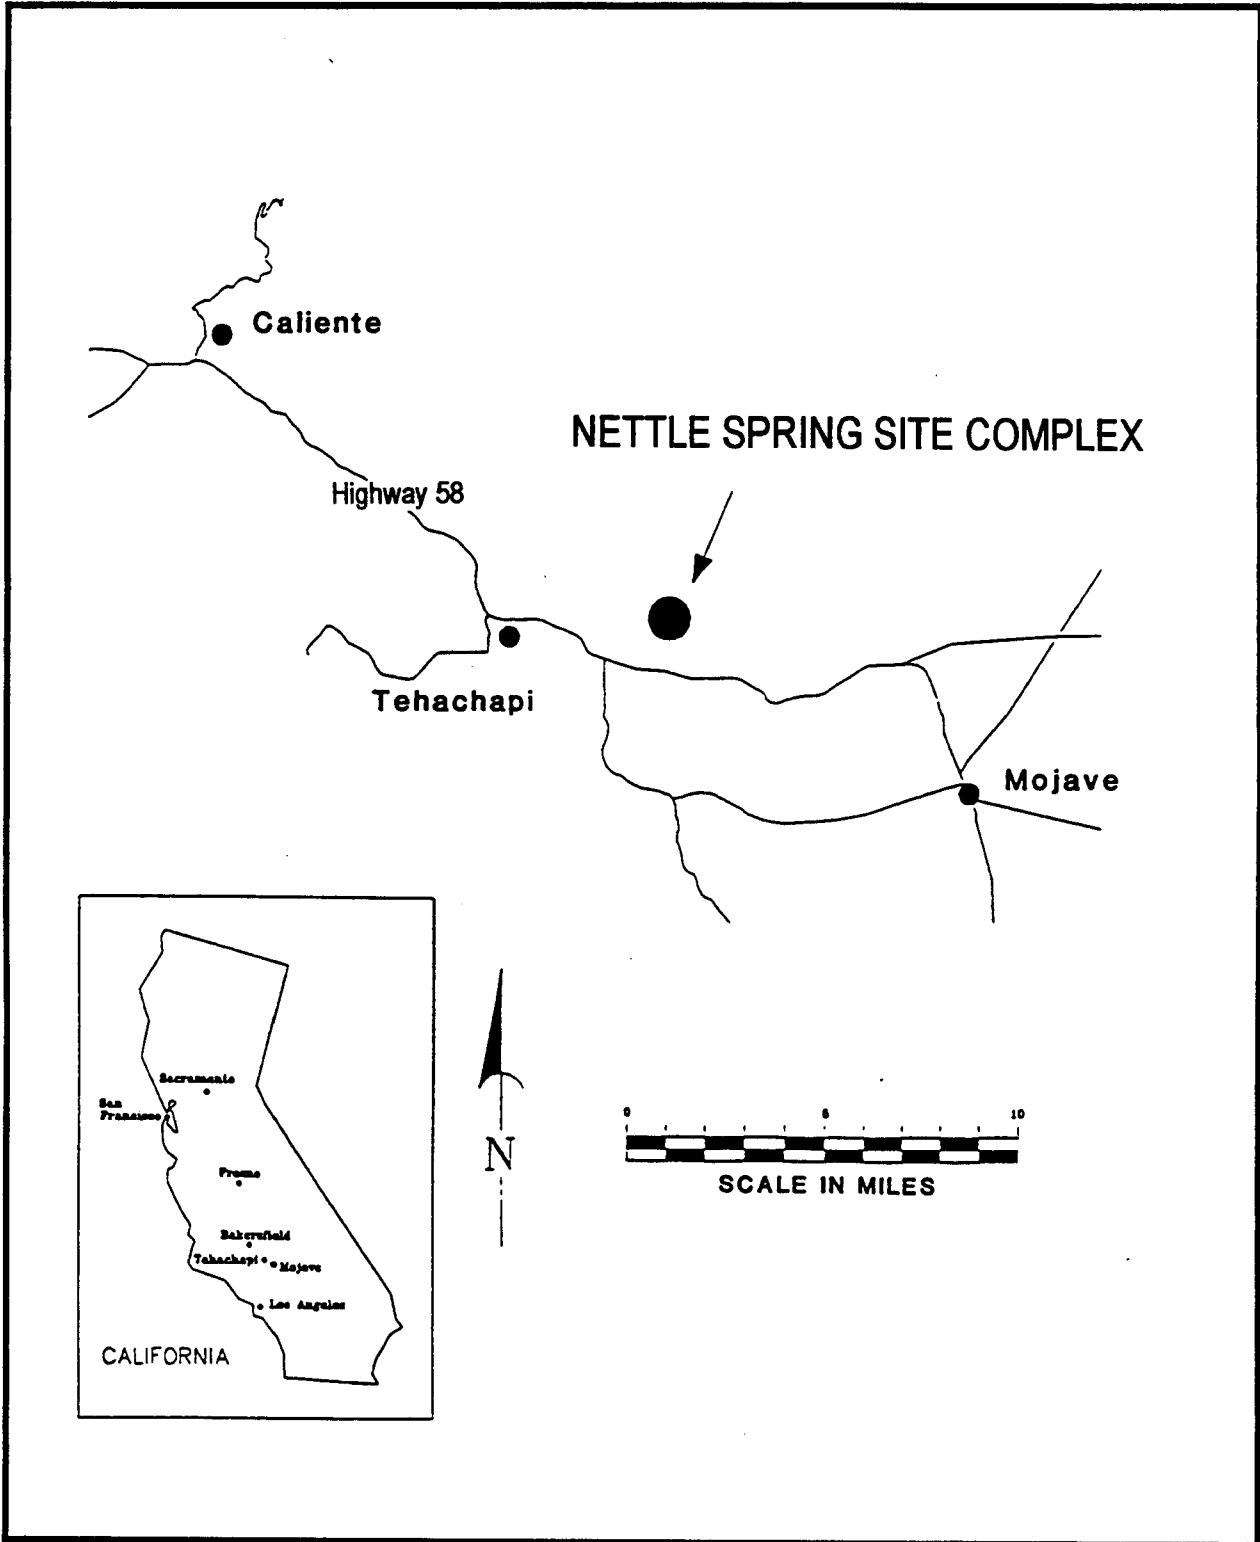 Caliente
NETTLE SPRING SITE COMPLEX
Highway 58
Tehachapi
Mojave
Sacramento
San
Francisco
Fresno
Bakersfield
Tehachapi
Mojave
Los Angeles
CALIFORNIA
N
0 5 10
SCALE IN MILES